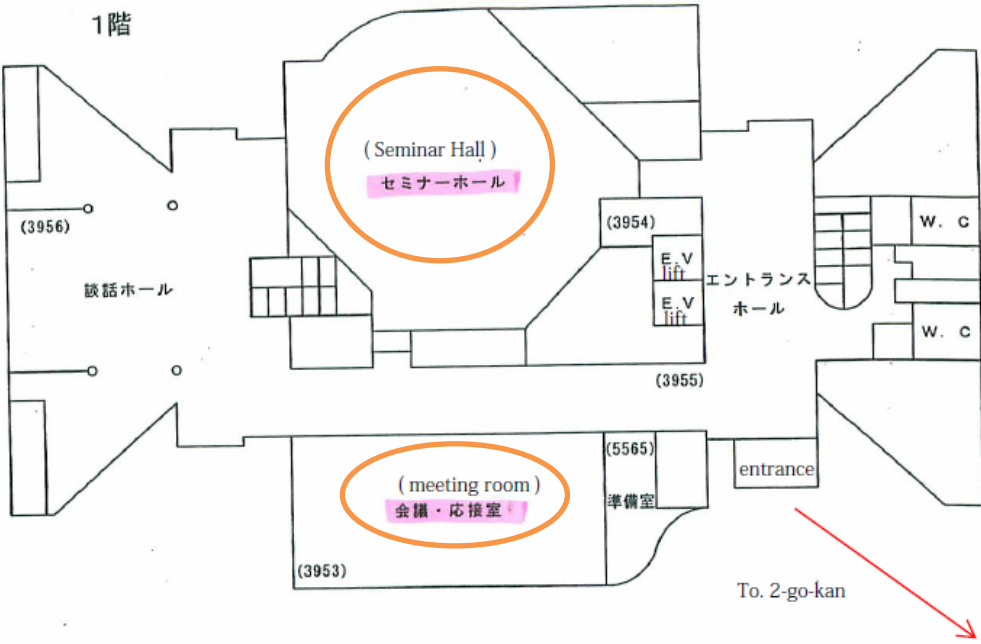 1階
( Seminar Hall )
セミナーホール
(3956)
(3954)
W. C
E.V
lift
談話ホール
エントランス
ホール
E.V
lift
W. C
(3955)
(5565)
( meeting room )
entrance
会議・応接室
準備室
(3953)
To. 2-go-kan